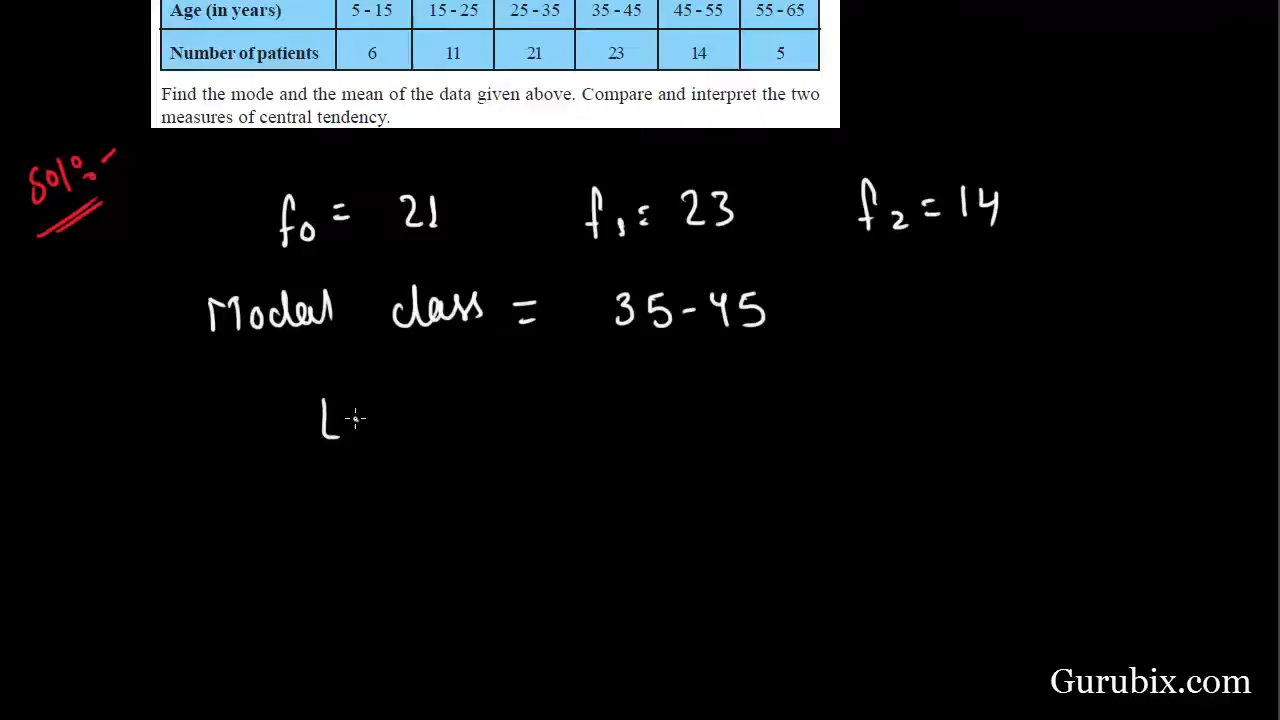 Age (in years) 5 - 15 15 - 25 25 - 35 35 - 45 45 - 55 55 - 65
Number of patients 6 11 21 23 14 5
Find the mode and the mean of the data given above. Compare and interpret the two
measures of central tendency.
Sol%-
f0 = 21 f1 = 23 f2 = 14
Modal class = 35-45
L
Gurubix.com